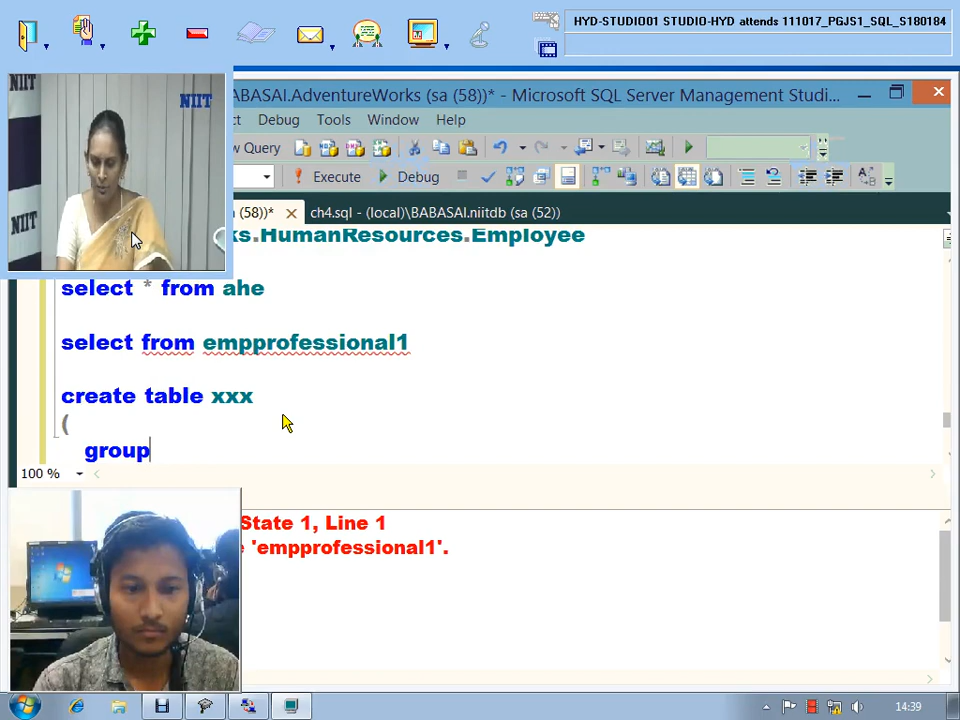 HYD-STUDIO01 STUDIO-HYD attends 111017_PGJS1_SQL_S180184
BABASAI.AdventureWorks (sa (58))* - Microsoft SQL Server Management Studi...
Debug Tools Window Help
Query
Execute Debug
(58))* ch4.sql - (local)\BABASAI.niitdb (sa (52))
NIIT
NIIT
NIIT
.HumanResources.Employee
select * from ahe
select from empprofessional1
create table xxx
(
group
100 %
State 1, Line 1
'empprofessional1'.
14:39